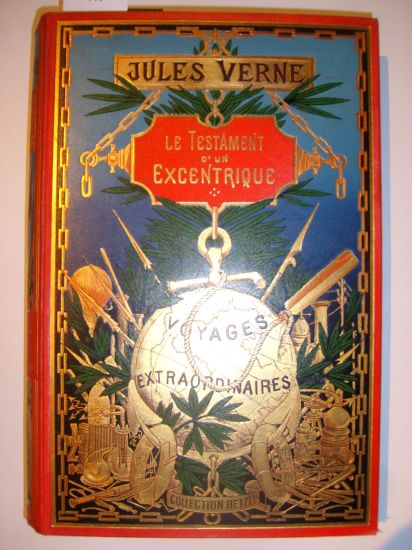 JULES VERNE
LE TESTAMENT
D'UN
EXCENTRIQUE
VOYAGES
EXTRAORDINAIRES
COLLECTION HETZEL